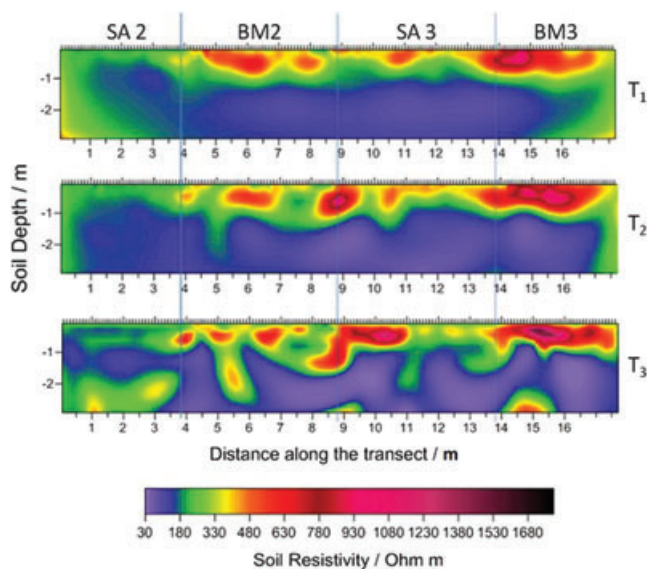 SA 2 BM2 SA 3 BM3
-1
-2
T1
1 2 3 4 5 6 7 8 9 10 11 12 13 14 15 16
-1
-2
T2
1 2 3 4 5 6 7 8 9 10 11 12 13 14 15 16
-1
-2
T3
1 2 3 4 5 6 7 8 9 10 11 12 13 14 15 16
Soil Depth / m
Distance along the transect / m
30 180 330 480 630 780 930 1080 1230 1380 1530 1680
Soil Resistivity / Ohm m